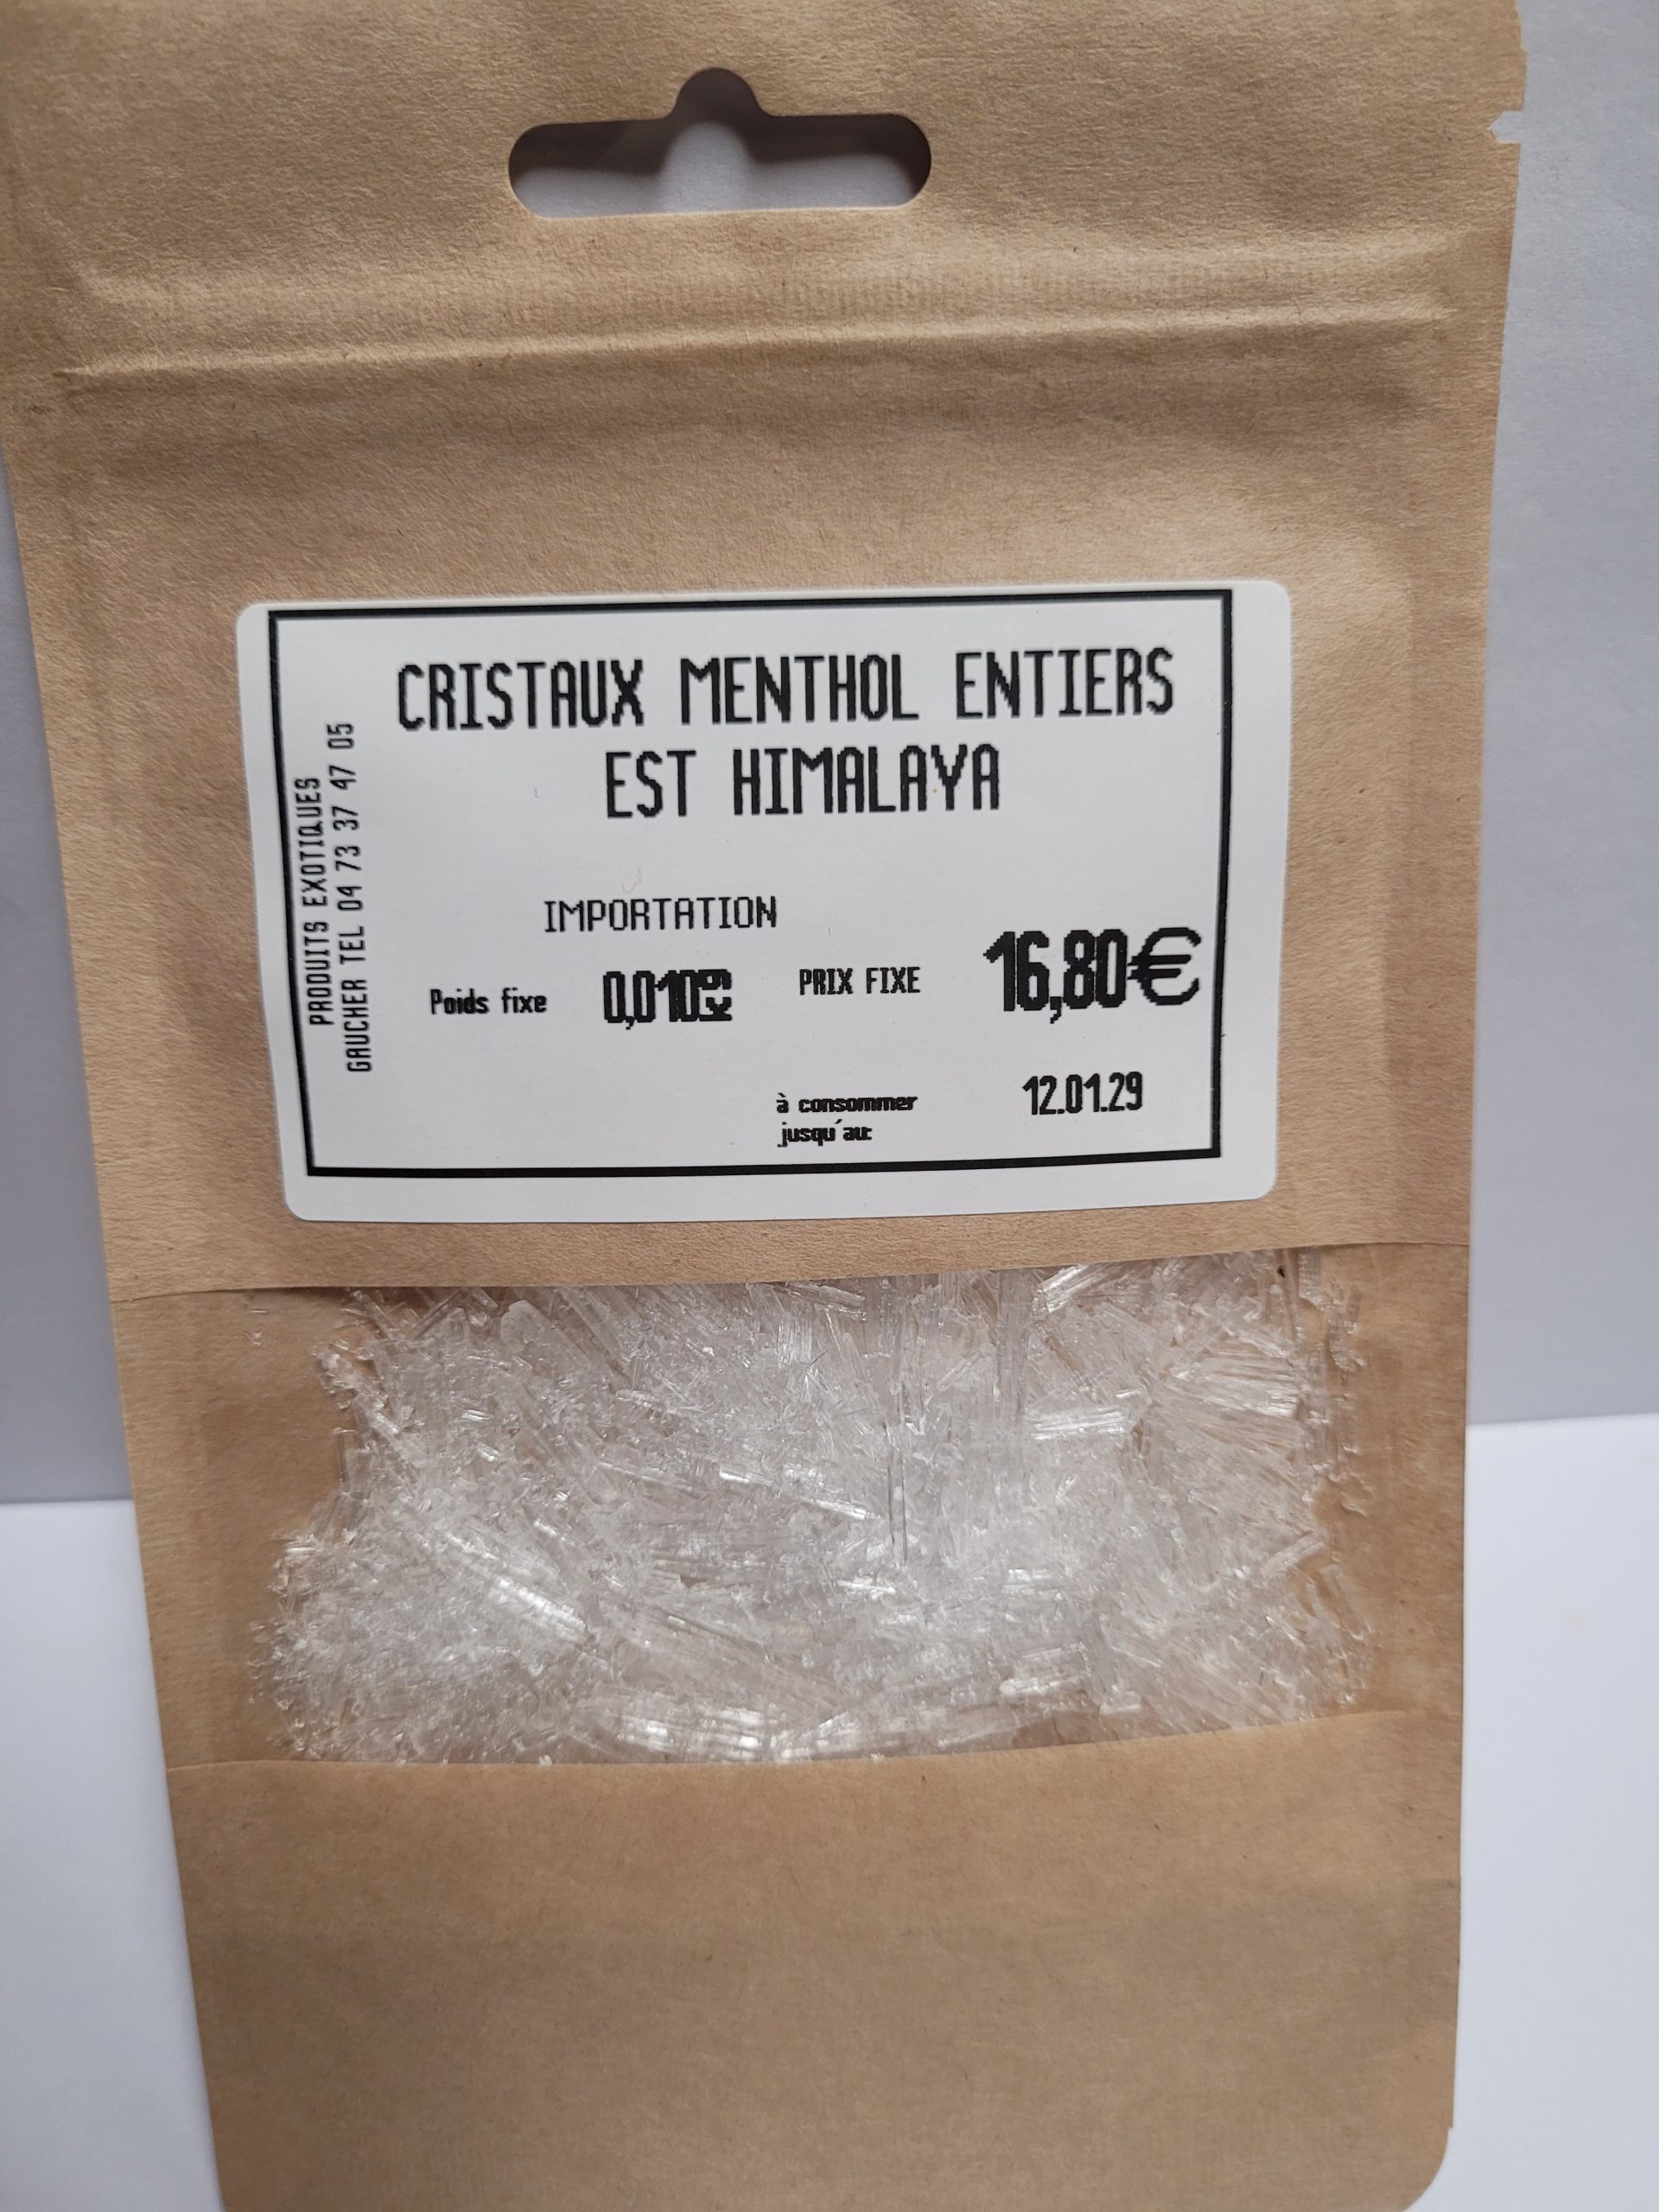 CRISTAUX MENTHOL ENTIERS
EST HIMALAYA
IMPORTATION
Poids fixe 0,010kg PRIX FIXE 16,80€
à consommer 12.01.29
jusqu'au:
PRODUITS EXOTIQUES
GAUCHER TEL 04 73 37 47 05